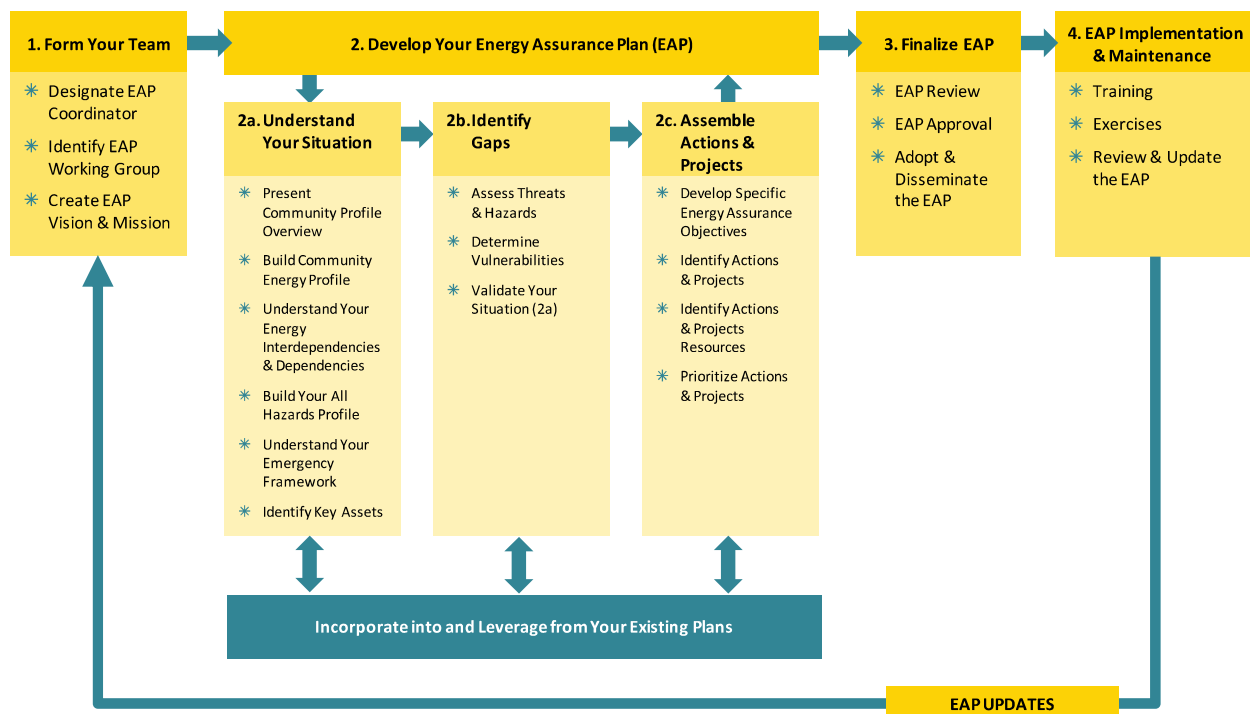 1. Form Your Team
Designate EAP
Coordinator
Identify EAP
Working Group
Create EAP
Vision & Mission
2. Develop Your Energy Assurance Plan (EAP)
2a. Understand
Your Situation
Present
Community Profile
Overview
Build Community
Energy Profile
Understand Your
Energy
Interdependencies
& Dependencies
Build Your All
Hazards Profile
Understand Your
Emergency
Framework
Identify Key Assets
2b. Identify
Gaps
Assess Threats
& Hazards
Determine
Vulnerabilities
Validate Your
Situation (2a)
2c. Assemble
Actions &
Projects
Develop Specific
Energy Assurance
Objectives
Identify Actions
& Projects
Identify Actions
& Projects
Resources
Prioritize Actions
& Projects
3. Finalize EAP
EAP Review
EAP Approval
Adopt &
Disseminate
the EAP
4. EAP Implementation
& Maintenance
Training
Exercises
Review & Update
the EAP
Incorporate into and Leverage from Your Existing Plans
EAP UPDATES